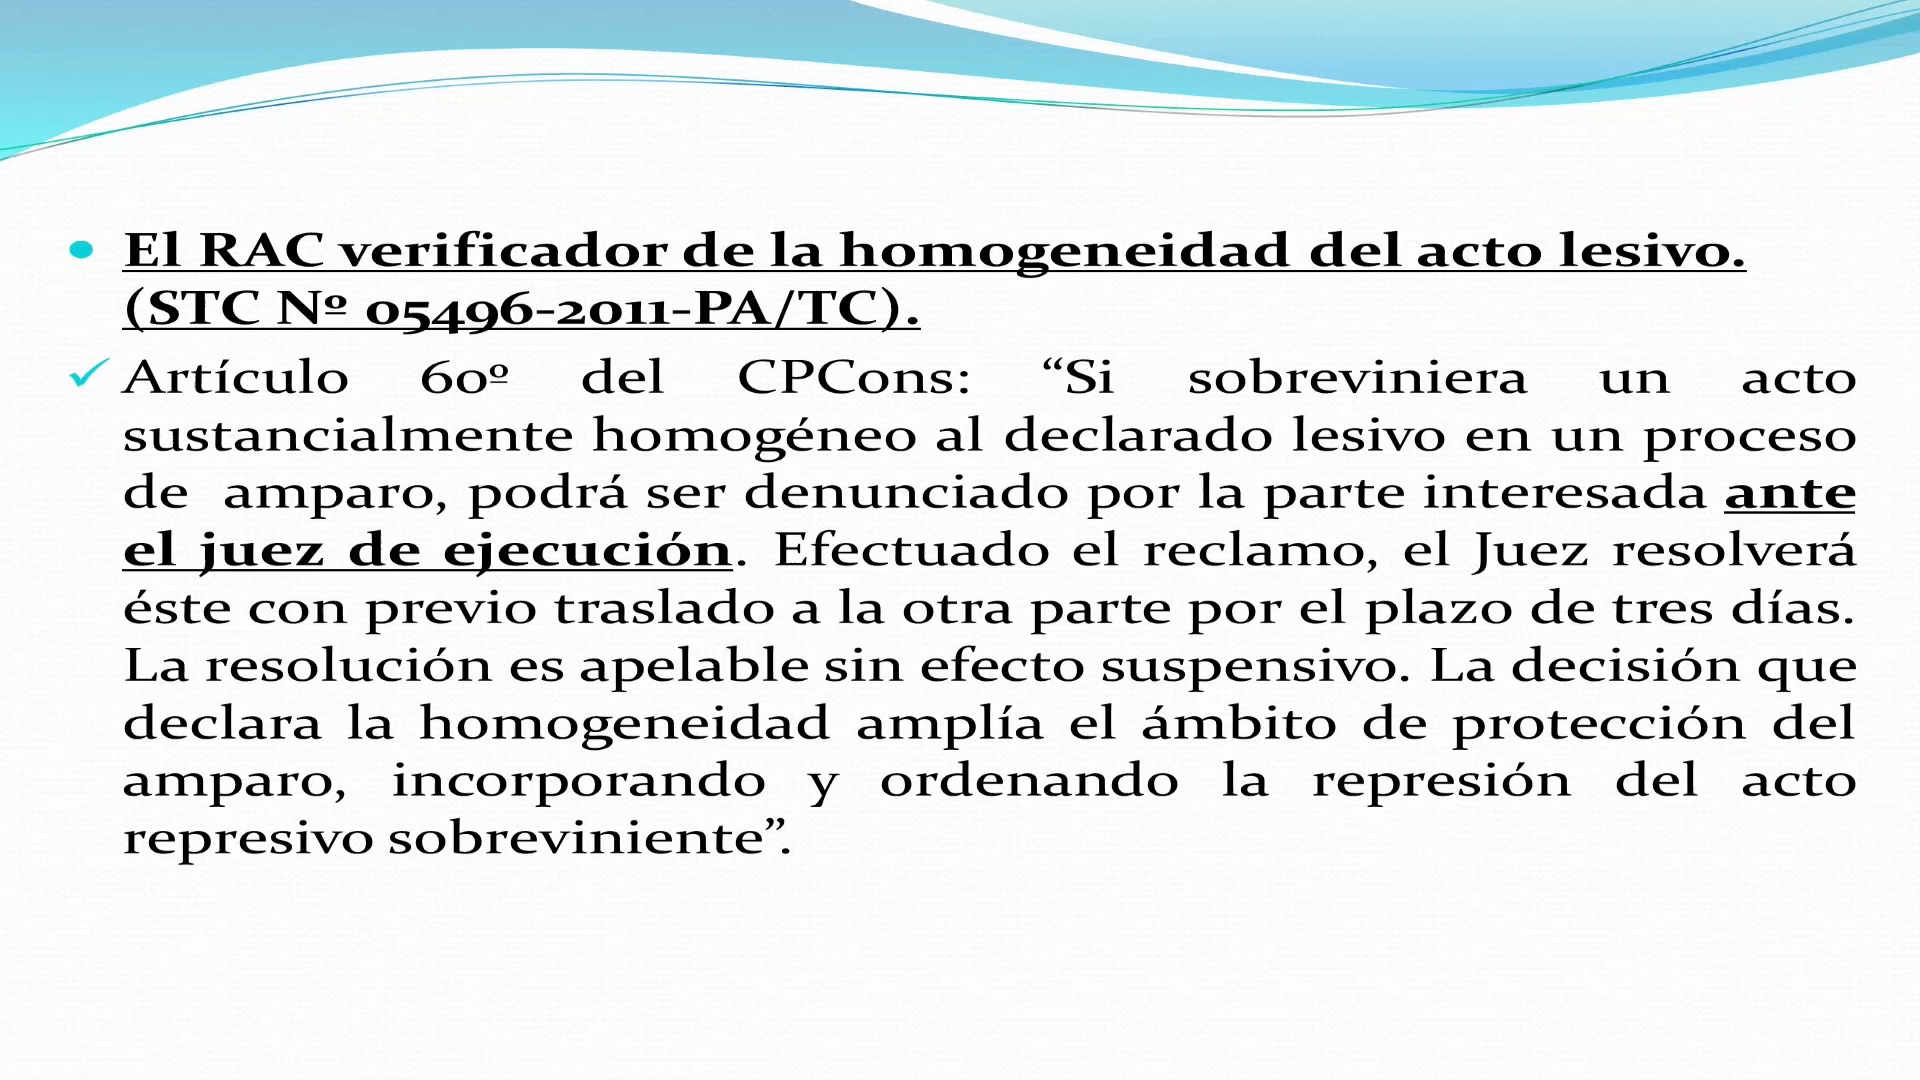 El RAC verificador de la homogeneidad del acto lesivo.
(STC Nº 05496-2011-PA/TC).
Artículo 60º del CPCons: “Si sobreviniera un acto
sustancialmente homogéneo al declarado lesivo en un proceso
de amparo, podrá ser denunciado por la parte interesada ante
el juez de ejecución. Efectuado el reclamo, el Juez resolverá
éste con previo traslado a la otra parte por el plazo de tres días.
La resolución es apelable sin efecto suspensivo. La decisión que
declara la homogeneidad amplía el ámbito de protección del
amparo, incorporando y ordenando la represión del acto
represivo sobreviniente”.